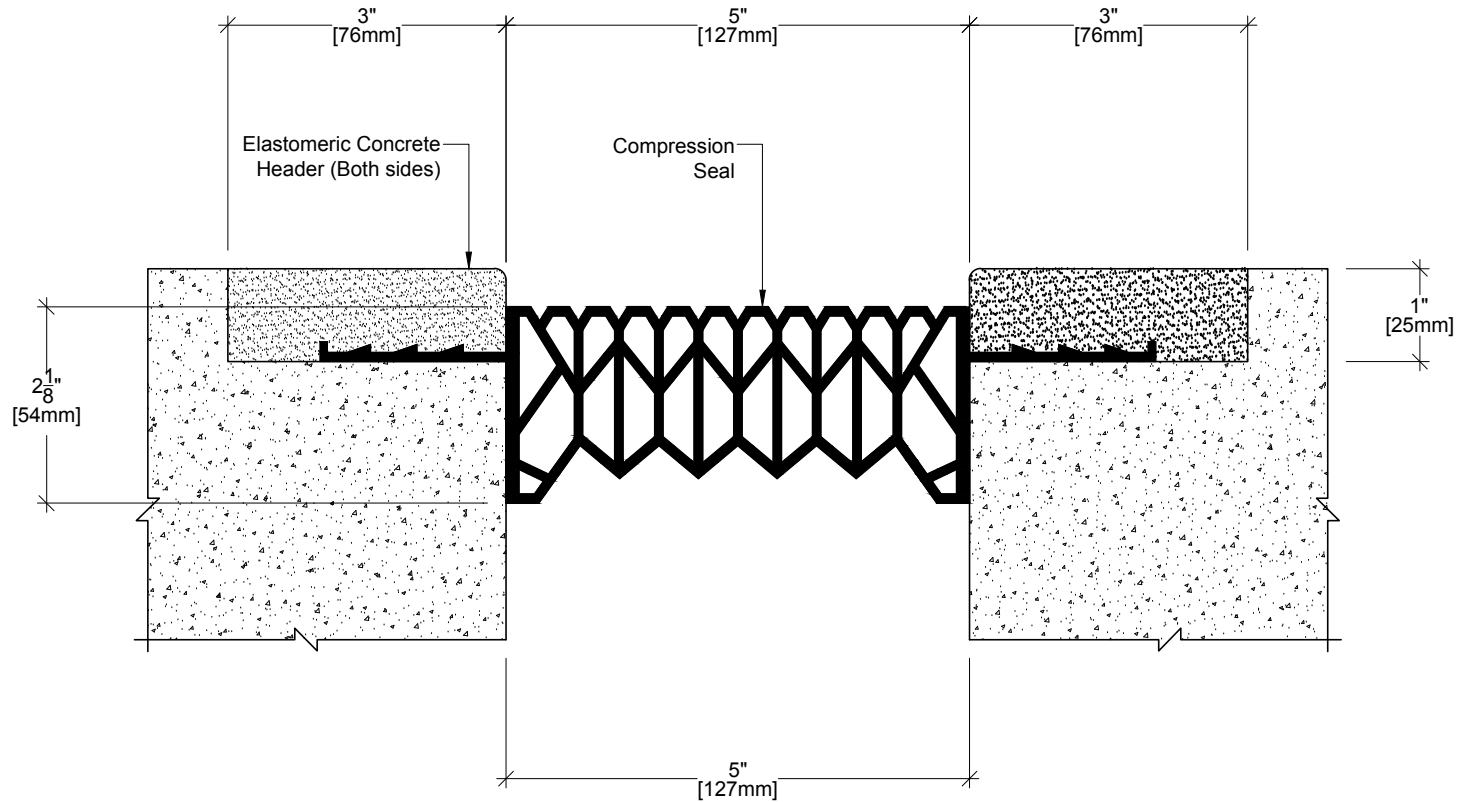 3"
[76mm]
5"
[127mm]
3"
[76mm]
Elastomeric Concrete
Header (Both sides)
Compression
Seal
1"
[25mm]
2 1/8"
[54mm]
5"
[127mm]